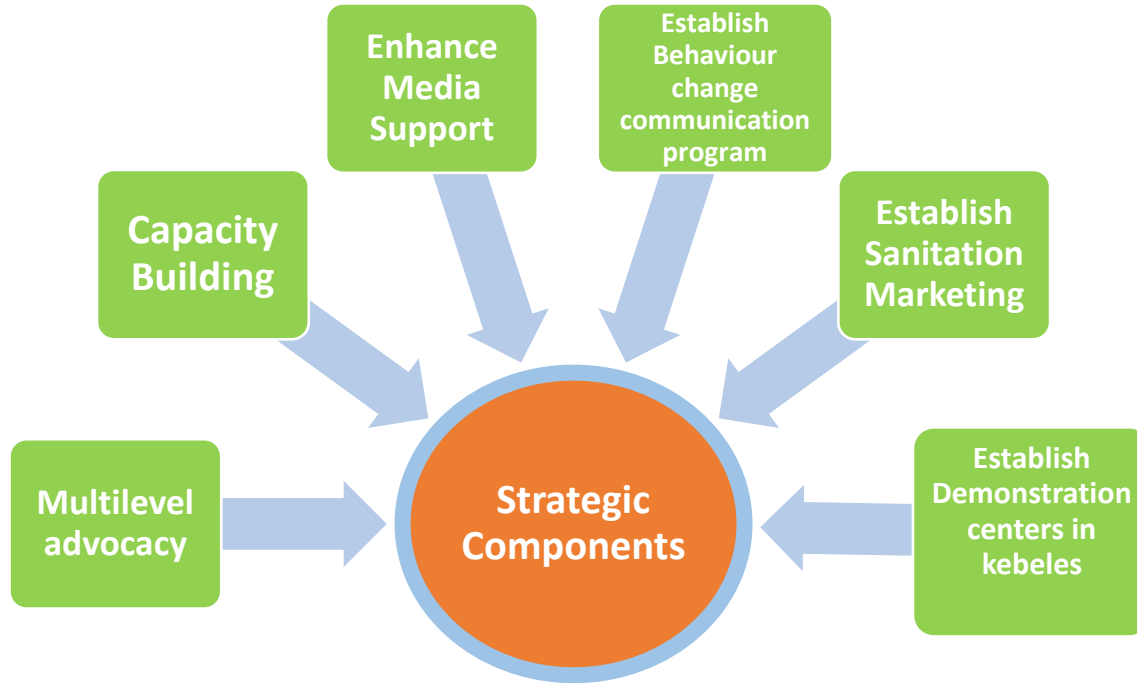 Enhance
Media
Support
Establish
Behaviour
change
communication
program
Capacity
Building
Establish
Sanitation
Marketing
Multilevel
advocacy
Strategic
Components
Establish
Demonstration
centers in
kebeles